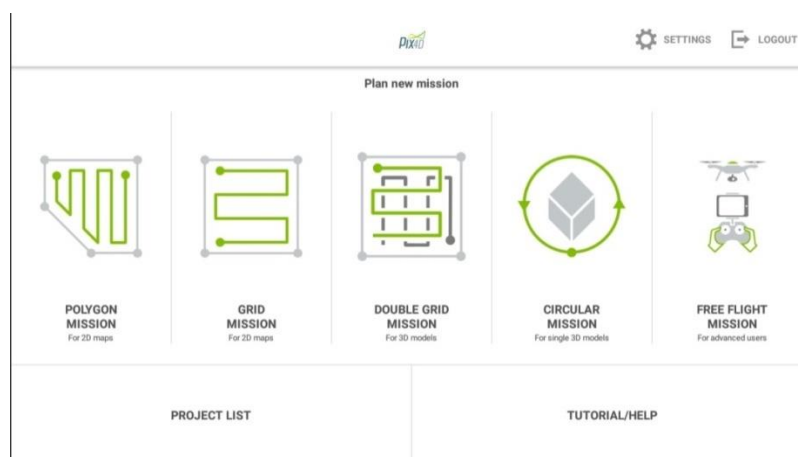 PIX4D
SETTINGS
LOGOUT
Plan new mission
POLYGON
MISSION
For 2D maps
GRID
MISSION
For 2D maps
DOUBLE GRID
MISSION
For 3D models
CIRCULAR
MISSION
For single 3D models
FREE FLIGHT
MISSION
For advanced users
PROJECT LIST
TUTORIAL/HELP